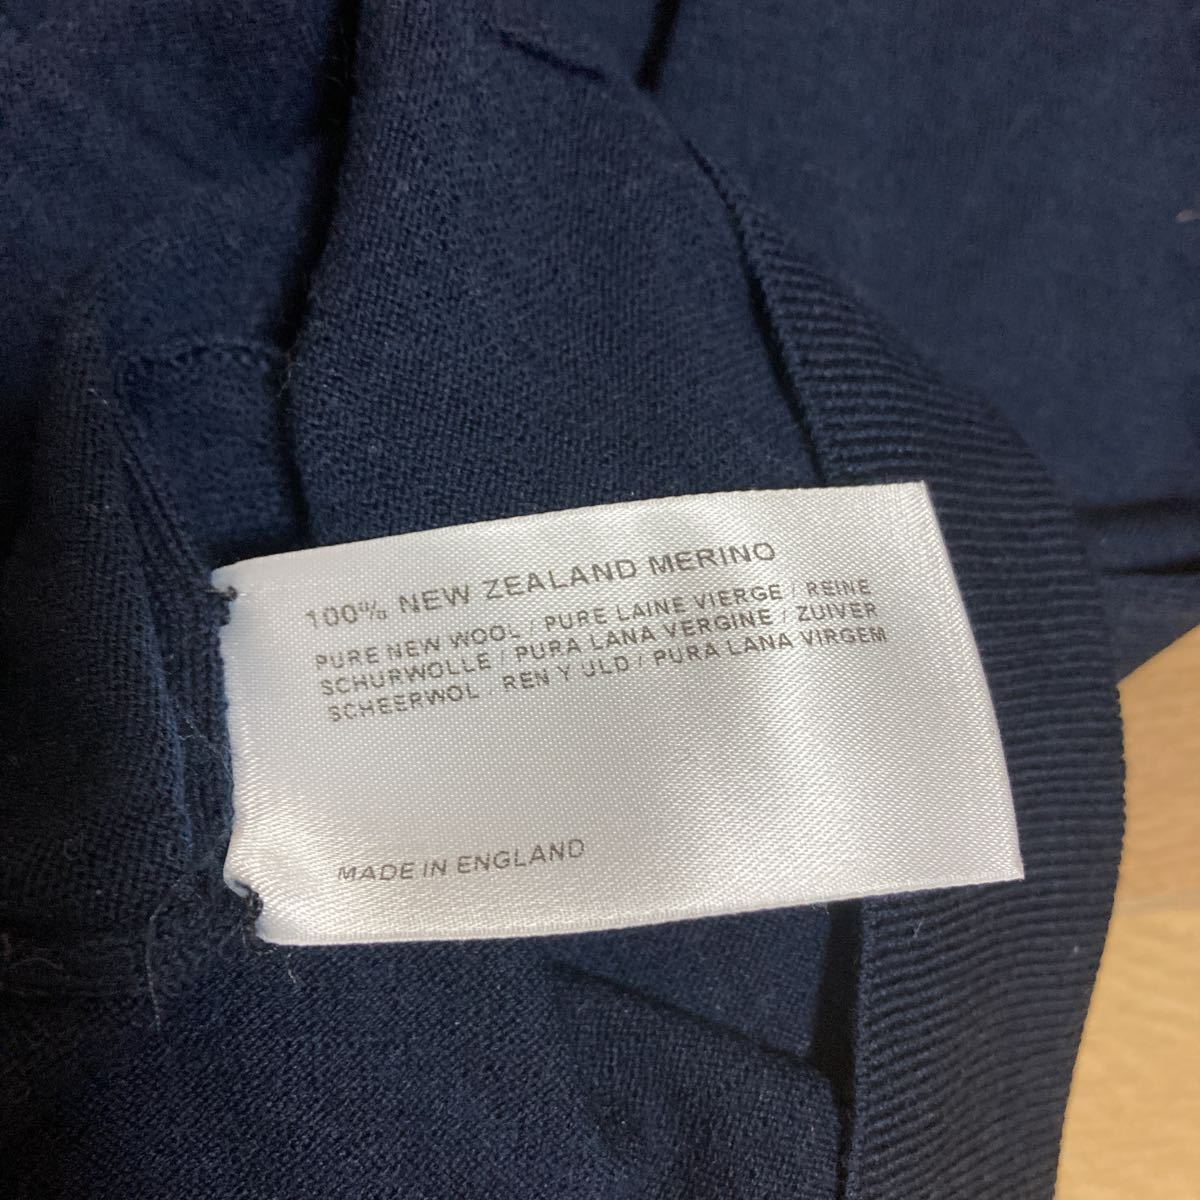 100% NEW ZEALAND MERINO
PURE NEW WOOL / PURE LAINE VIERGE / REINE
SCHURWOLLE / PURA LANA VERGINE / ZUIVER
SCHEERWOL . REN Y ULD / PURA LANA VIRGEM
MADE IN ENGLAND